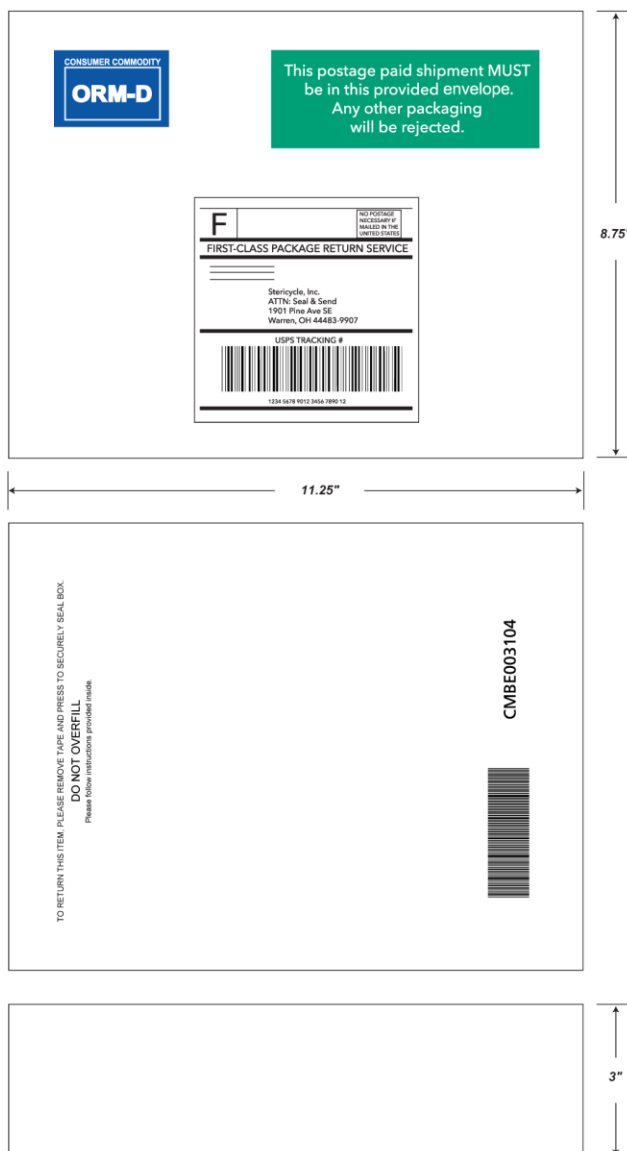 CONSUMER COMMODITY
ORM-D
This postage paid shipment MUST
be in this provided envelope.
Any other packaging
will be rejected.
8.75"
F
NO POSTAGE
NECESSARY IF
MAILED IN THE
UNITED STATES
FIRST-CLASS PACKAGE RETURN SERVICE
Stericycle, Inc.
ATTN: Seal & Send
1901 Pine Ave SE
Warren, OH 44483-9907
USPS TRACKING #
1234 5678 9012 3456 7890 12
11.25"
TO RETURN THIS ITEM, PLEASE REMOVE TAPE AND PRESS TO SECURELY SEAL BOX.
DO NOT OVERFILL
Please follow instructions provided inside.
CMBE003104
3"